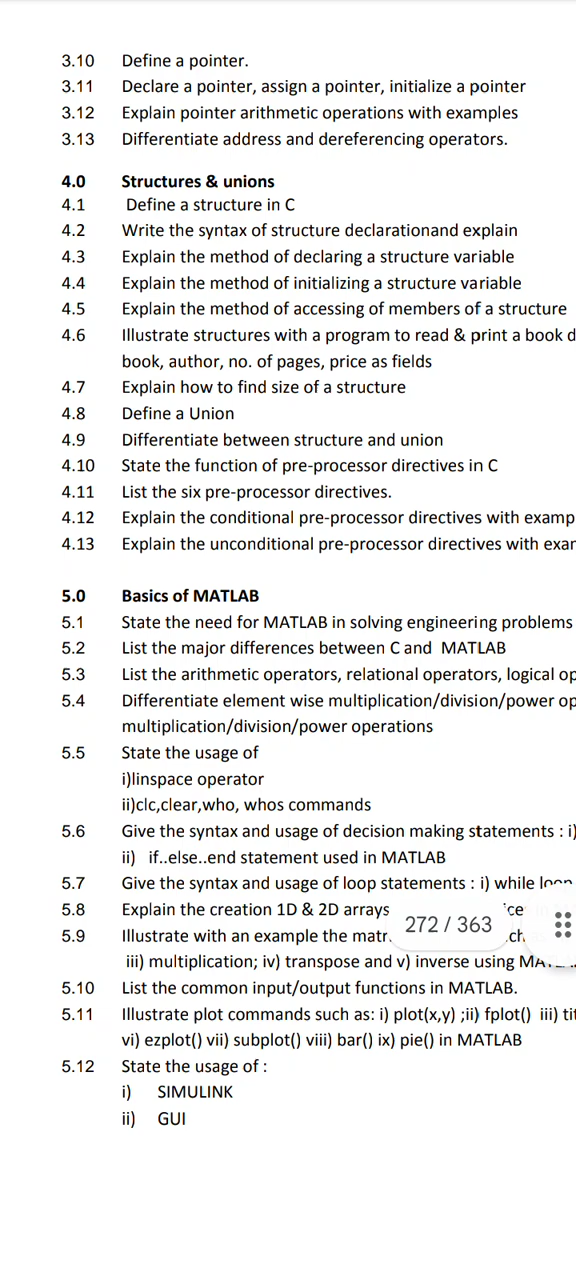 3.10 Define a pointer.
3.11 Declare a pointer, assign a pointer, initialize a pointer
3.12 Explain pointer arithmetic operations with examples
3.13 Differentiate address and dereferencing operators.
4.0 Structures & unions
4.1 Define a structure in C
4.2 Write the syntax of structure declarationand explain
4.3 Explain the method of declaring a structure variable
4.4 Explain the method of initializing a structure variable
4.5 Explain the method of accessing of members of a structure
4.6 Illustrate structures with a program to read & print a book d
book, author, no. of pages, price as fields
4.7 Explain how to find size of a structure
4.8 Define a Union
4.9 Differentiate between structure and union
4.10 State the function of pre-processor directives in C
4.11 List the six pre-processor directives.
4.12 Explain the conditional pre-processor directives with examp
4.13 Explain the unconditional pre-processor directives with exar
5.0 Basics of MATLAB
5.1 State the need for MATLAB in solving engineering problems
5.2 List the major differences between C and MATLAB
5.3 List the arithmetic operators, relational operators, logical op
5.4 Differentiate element wise multiplication/division/power op
multiplication/division/power operations
5.5 State the usage of
i)linspace operator
ii)clc,clear,who, whos commands
5.6 Give the syntax and usage of decision making statements : i)
ii) if..else..end statement used in MATLAB
5.7 Give the syntax and usage of loop statements : i) while loop
5.8 Explain the creation 1D & 2D arrays
272 / 363
5.9 Illustrate with an example the matr
iii) multiplication; iv) transpose and v) inverse using
5.10 List the common input/output functions in MATLAB.
5.11 Illustrate plot commands such as: i) plot(x,y) ;ii) fplot() iii) tit
vi) ezplot() vii) subplot() viii) bar() ix) pie() in MATLAB
5.12 State the usage of :
i) SIMULINK
ii) GUI